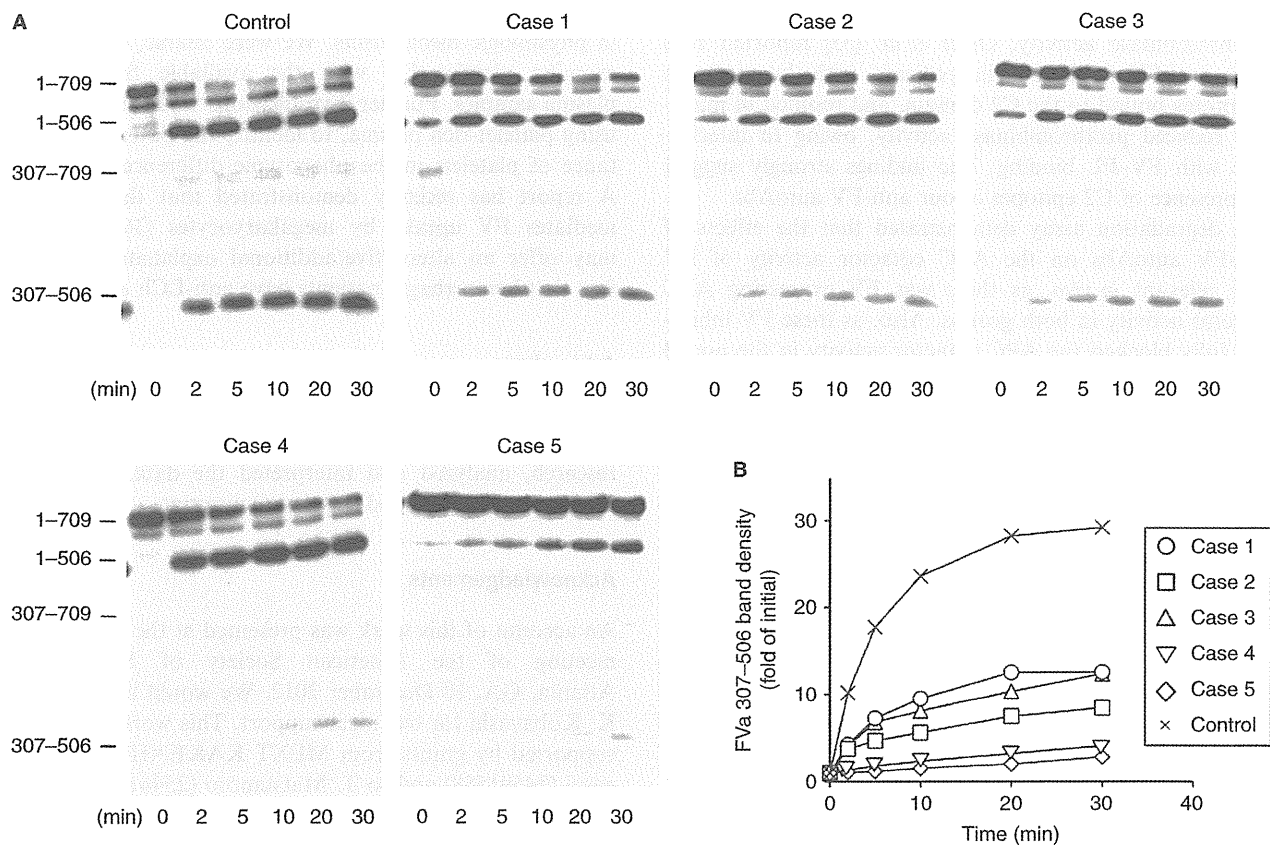 A
Control
Case 1
Case 2
Case 3
1–709
1–506
307–709
307–506
(min) 0 2 5 10 20 30
0 2 5 10 20 30
0 2 5 10 20 30
0 2 5 10 20 30
Case 4
Case 5
1–709
1–506
307–709
307–506
(min) 0 2 5 10 20 30
0 2 5 10 20 30
B
FVa 307–506 band density
(fold of initial)
30
20
10
0
0 10 20 30 40
Time (min)
Case 1
Case 2
Case 3
Case 4
Case 5
Control